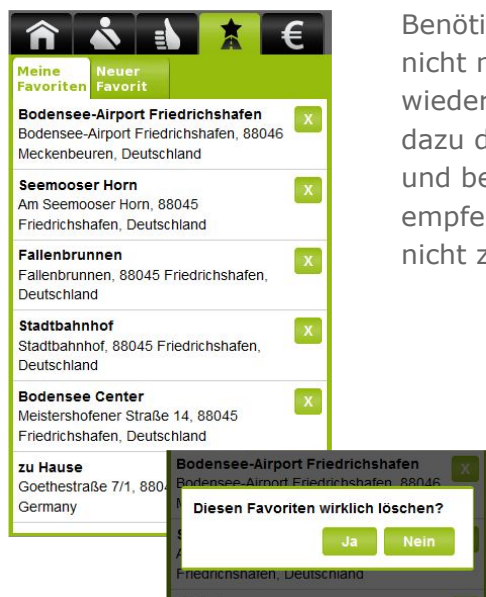 €
Meine Neuer
Favoriten Favorit
Bodensee-Airport Friedrichshafen
Bodensee-Airport Friedrichshafen, 88046
Meckenbeuren, Deutschland
X
Seemooser Horn
Am Seemooser Horn, 88045
Friedrichshafen, Deutschland
X
Fallenbrunnen
Fallenbrunnen, 88045 Friedrichshafen,
Deutschland
X
Stadtbahnhof
Stadtbahnhof, 88045 Friedrichshafen,
Deutschland
X
Bodensee Center
Meistershofener Straße 14, 88045
Friedrichshafen, Deutschland
X
zu Hause
Goethestraße 7/1, 880
Germany
Bodensee-Airport Friedrichshafen
Bodensee-Airport Friedrichshafen, 88046
X
Diesen Favoriten wirklich löschen?
Ja Nein
Friedrichshafen, Deutschland
Benöti
nicht
wieder
dazu
und be
empfe
nicht z